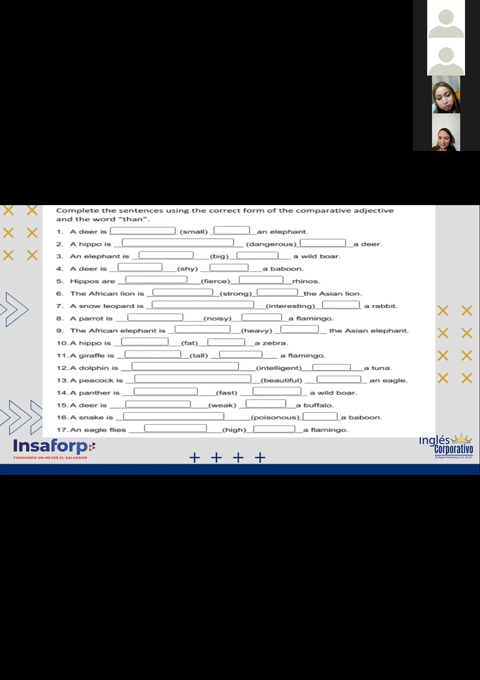 Complete the sentences using the correct form of the comparative adjective
and the word "than".
1. A deer is (small) an elephant.
2. A hippo is (dangerous) a deer.
3. An elephant is (big) a wild boar.
4. A deer is (shy) a baboon.
5. Hippos are (fierce) rhinos.
6. The African lion is (strong) the Asian lion.
7. A snow leopard is (interesting) a rabbit.
8. A parrot is (noisy) a flamingo.
9. The African elephant is (heavy) the Asian elephant.
10. A hippo is (fat) a zebra.
11. A giraffe is (tall) a flamingo.
12. A dolphin is (intelligent) a tuna.
13. A peacock is (beautiful) an eagle.
14. A panther is (fast) a wild boar.
15. A deer is (weak) a buffalo.
16. A snake is (poisonous) a baboon.
17. An eagle flies (high) a flamingo.
Insaforp
FORMANDO UN MEJOR EL SALVADOR
Inglés
Corporativo